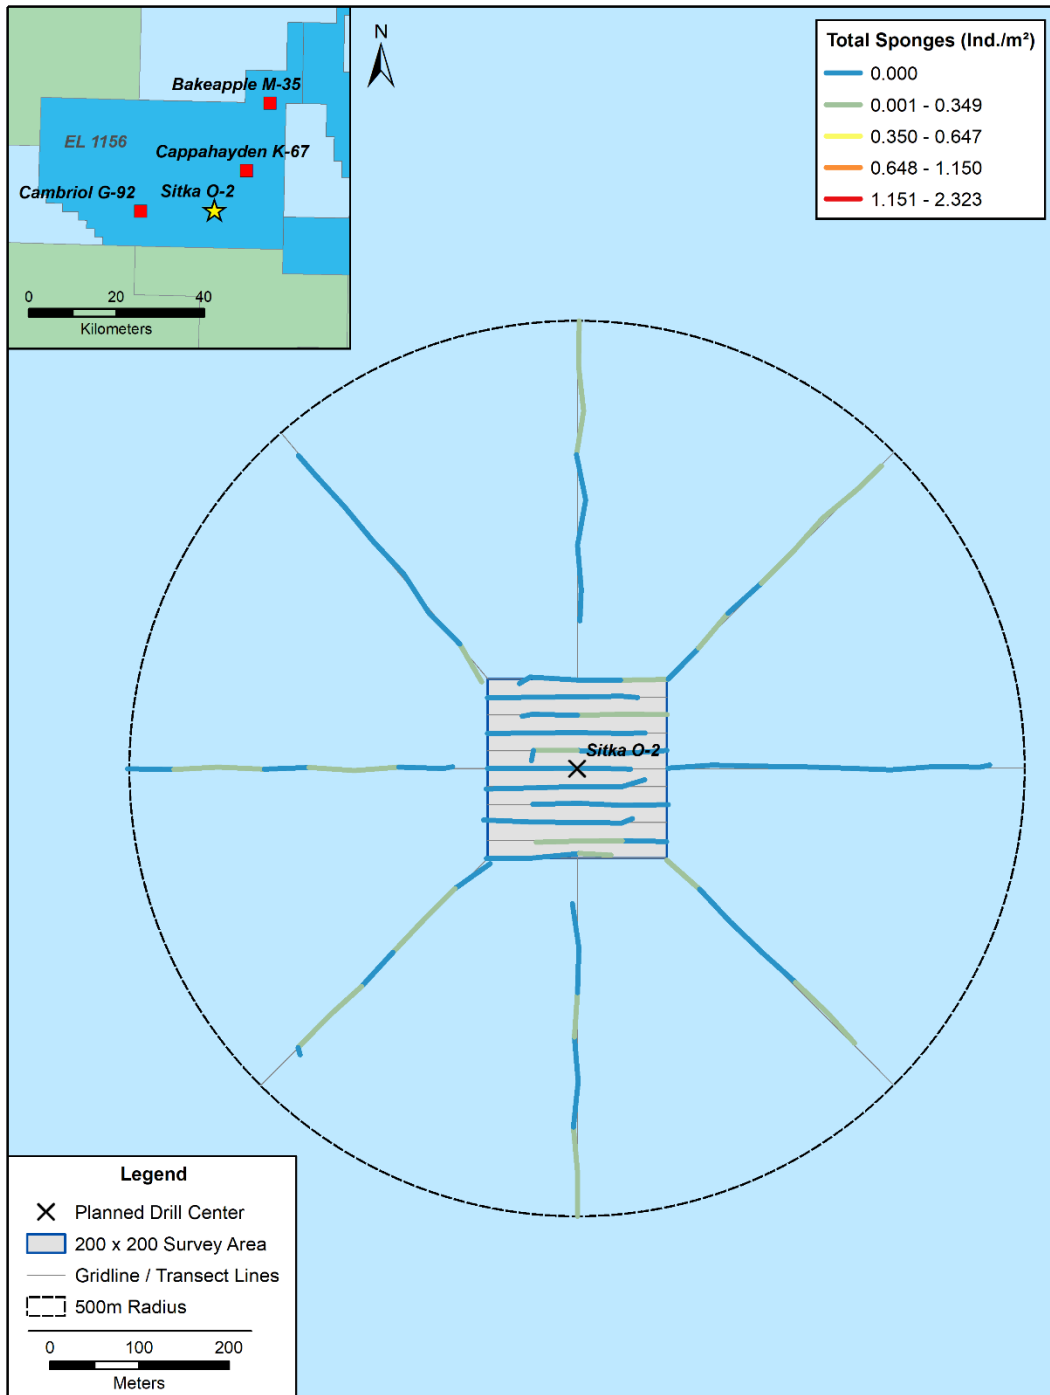 Bakeapple M-35
EL 1156
Cappahayden K-67
Cambriol G-92
Sitka O-2
0 20 40
Kilometers
N
Total Sponges (Ind./m²)
0.000
0.001 - 0.349
0.350 - 0.647
0.648 - 1.150
1.151 - 2.323
Sitka O-2
Legend
Planned Drill Center
200 x 200 Survey Area
Gridline / Transect Lines
500m Radius
0 100 200
Meters